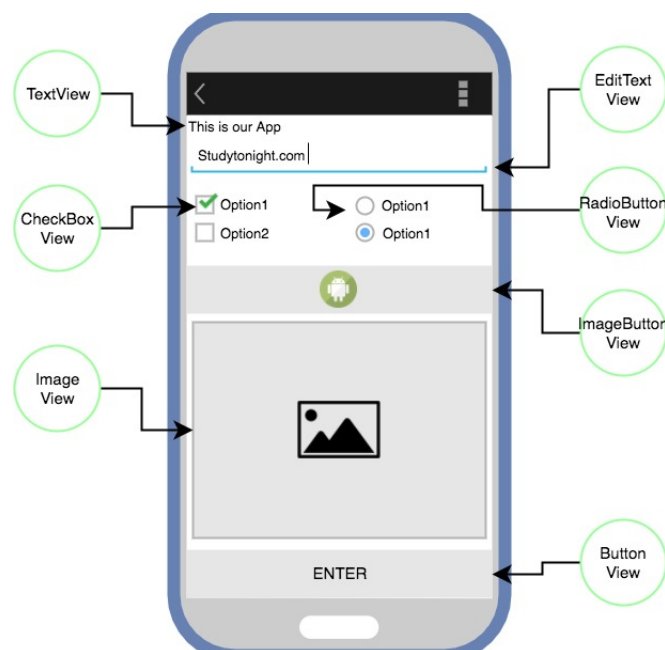 TextView
EditText
View
This is our App
Studytonight.com
CheckBox
View
Option1
Option2
Option1
Option1
RadioButton
View
ImageButton
View
Image
View
ENTER
Button
View